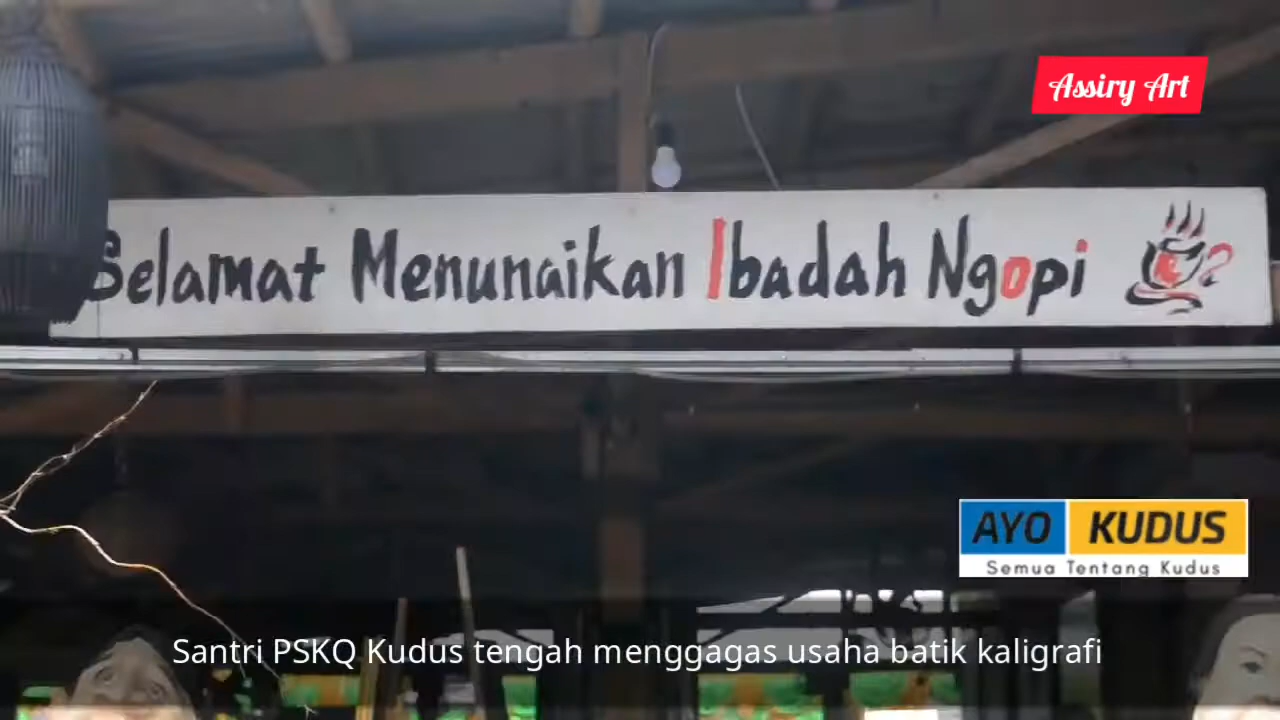 Assiry Art
Selamat Menunaikan Ibadah Ngopi
AYO KUDUS
Semua Tentang Kudus
Santri PSKQ Kudus tengah menggagas usaha batik kaligrafi